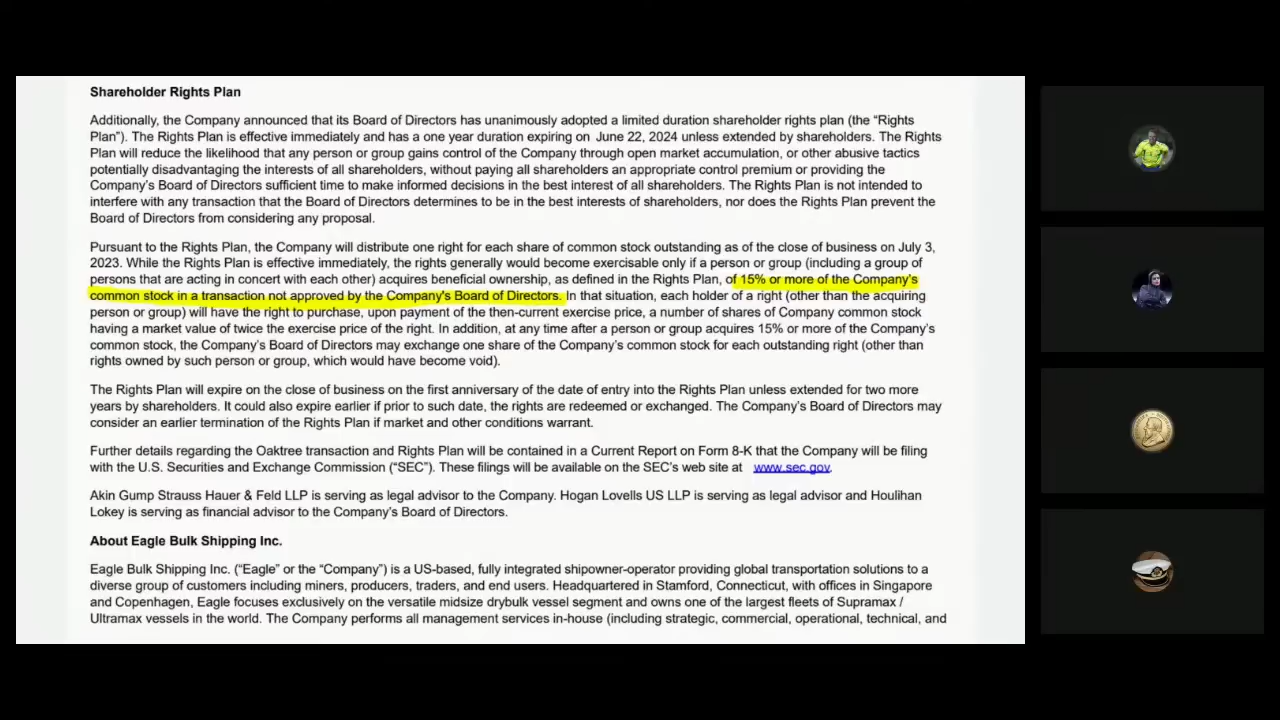 Shareholder Rights Plan
Additionally, the Company announced that its Board of Directors has unanimously adopted a limited duration shareholder rights plan (the “Rights
Plan”). The Rights Plan is effective immediately and has a one year duration expiring on June 22, 2024 unless extended by shareholders. The Rights
Plan will reduce the likelihood that any person or group gains control of the Company through open market accumulation, or other abusive tactics
potentially disadvantaging the interests of all shareholders, without paying all shareholders an appropriate control premium or providing the
Company’s Board of Directors sufficient time to make informed decisions in the best interest of all shareholders. The Rights Plan is not intended to
interfere with any transaction that the Board of Directors determines to be in the best interests of shareholders, nor does the Rights Plan prevent the
Board of Directors from considering any proposal.
Pursuant to the Rights Plan, the Company will distribute one right for each share of common stock outstanding as of the close of business on July 3,
2023. While the Rights Plan is effective immediately, the rights generally would become exercisable only if a person or group (including a group of
persons that are acting in concert with each other) acquires beneficial ownership, as defined in the Rights Plan, of 15% or more of the Company’s
common stock in a transaction not approved by the Company’s Board of Directors. In that situation, each holder of a right (other than the acquiring
person or group) will have the right to purchase, upon payment of the then-current exercise price, a number of shares of Company common stock
having a market value of twice the exercise price of the right. In addition, at any time after a person or group acquires 15% or more of the Company’s
common stock, the Company’s Board of Directors may exchange one share of the Company’s common stock for each outstanding right (other than
rights owned by such person or group, which would have become void).
The Rights Plan will expire on the close of business on the first anniversary of the date of entry into the Rights Plan unless extended for two more
years by shareholders. It could also expire earlier if prior to such date, the rights are redeemed or exchanged. The Company’s Board of Directors may
consider an earlier termination of the Rights Plan if market and other conditions warrant.
Further details regarding the Oaktree transaction and Rights Plan will be contained in a Current Report on Form 8-K that the Company will be filing
with the U.S. Securities and Exchange Commission (“SEC”). These filings will be available on the SEC’s web site at www.sec.gov.
Akin Gump Strauss Hauer & Feld LLP is serving as legal advisor to the Company. Hogan Lovells US LLP is serving as legal advisor and Houlihan
Lokey is serving as financial advisor to the Company’s Board of Directors.
About Eagle Bulk Shipping Inc.
Eagle Bulk Shipping Inc. (“Eagle” or the “Company”) is a US-based, fully integrated shipowner-operator providing global transportation solutions to a
diverse group of customers including miners, producers, traders, and end users. Headquartered in Stamford, Connecticut, with offices in Singapore
and Copenhagen, Eagle focuses exclusively on the versatile midsize drybulk vessel segment and owns one of the largest fleets of Supramax /
Ultramax vessels in the world. The Company performs all management services in-house (including strategic, commercial, operational, technical, and